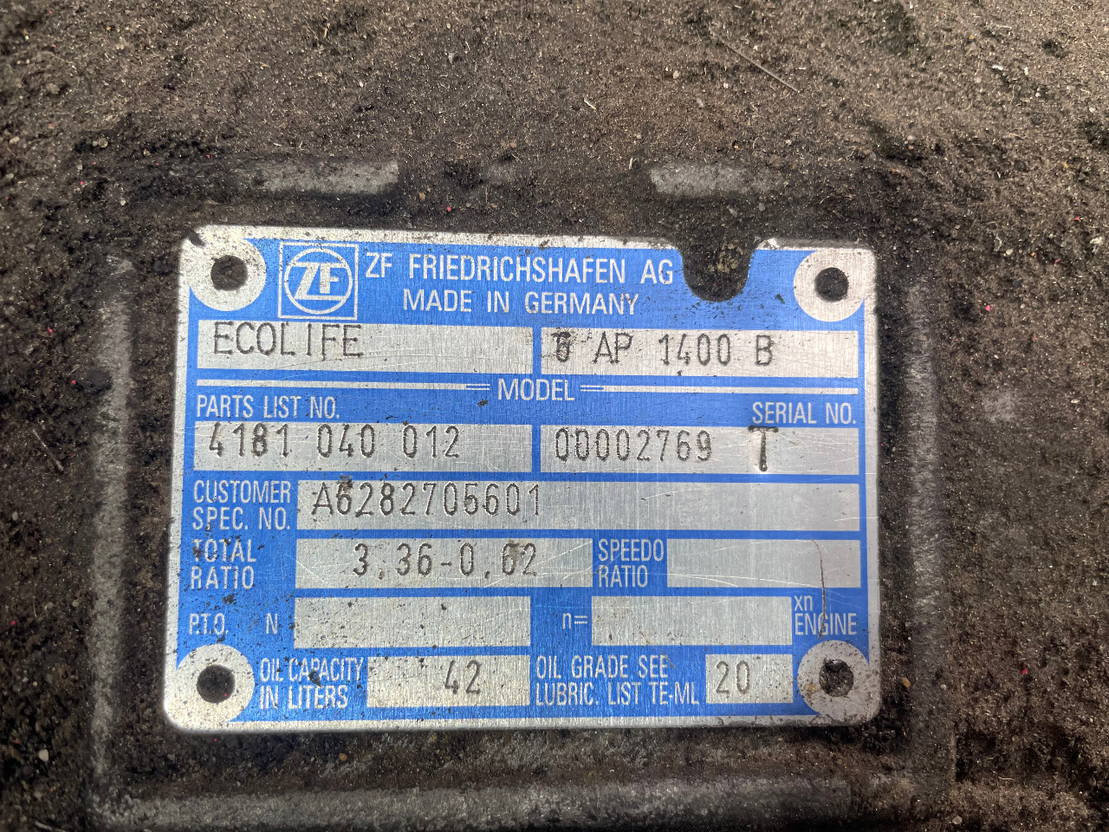 ZF
ZF FRIEDRICHSHAFEN AG
MADE IN GERMANY
ECOLIFE 6 AP 1400 B
MODEL
PARTS LIST NO. SERIAL NO.
4181 040 012 00002769 T
CUSTOMER SPEC. NO. A6282705601
TOTAL RATIO 3,36-0,62 SPEEDO RATIO
P.T.O. N n= xn ENGINE
OIL CAPACITY IN LITERS 42 OIL GRADE SEE LUBRIC. LIST TE-ML 20